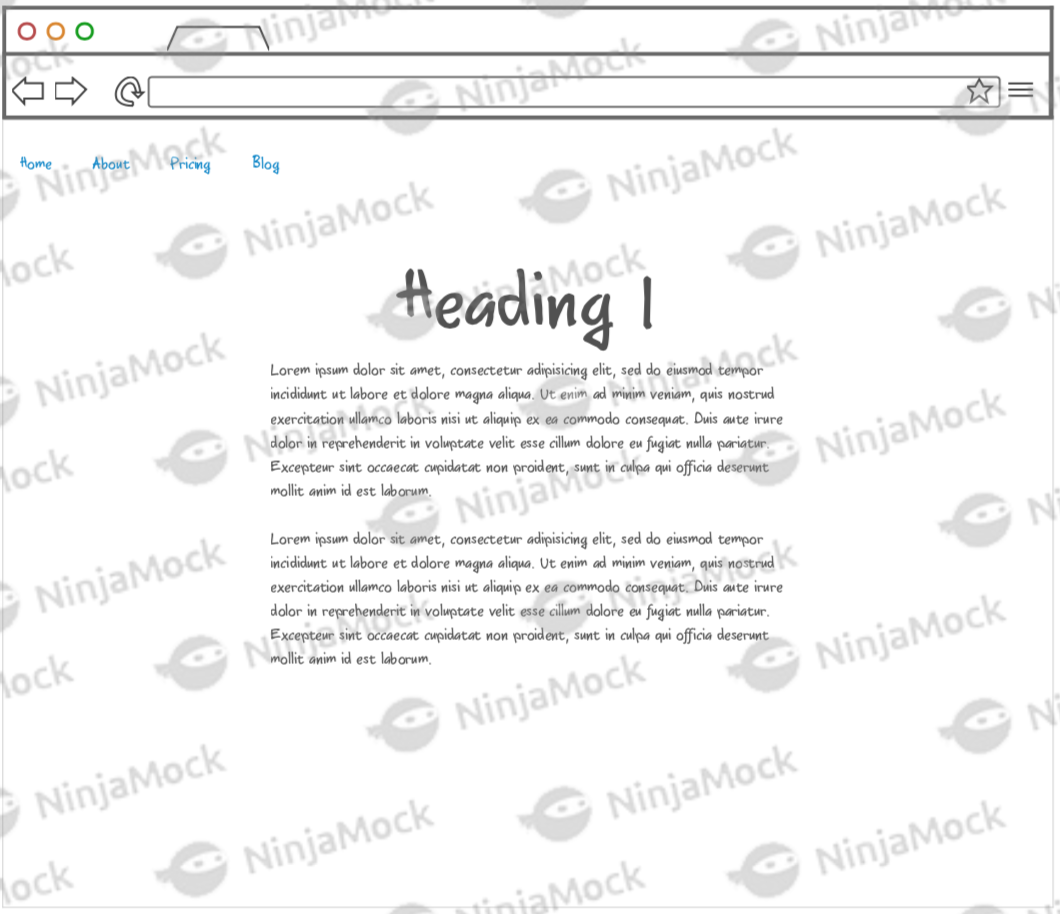 NinjaMock
Home About Pricing Blog
Heading 1
Lorem ipsum dolor sit amet, consectetur adipisicing elit, sed do eiusmod tempor
incididunt ut labore et dolore magna aliqua. Ut enim ad minim veniam, quis nostrud
exercitation ullamco laboris nisi ut aliquip ex ea commodo consequat. Duis aute irure
dolor in reprehenderit in voluptate velit esse cillum dolore eu fugiat nulla pariatur.
Excepteur sint occaecat cupidatat non proident, sunt in culpa qui officia deserunt
mollit anim id est laborum.
Lorem ipsum dolor sit amet, consectetur adipisicing elit, sed do eiusmod tempor
incididunt ut labore et dolore magna aliqua. Ut enim ad minim veniam, quis nostrud
exercitation ullamco laboris nisi ut aliquip ex ea commodo consequat. Duis aute irure
dolor in reprehenderit in voluptate velit esse cillum dolore eu fugiat nulla pariatur.
Excepteur sint occaecat cupidatat non proident, sunt in culpa qui officia deserunt
mollit anim id est laborum.